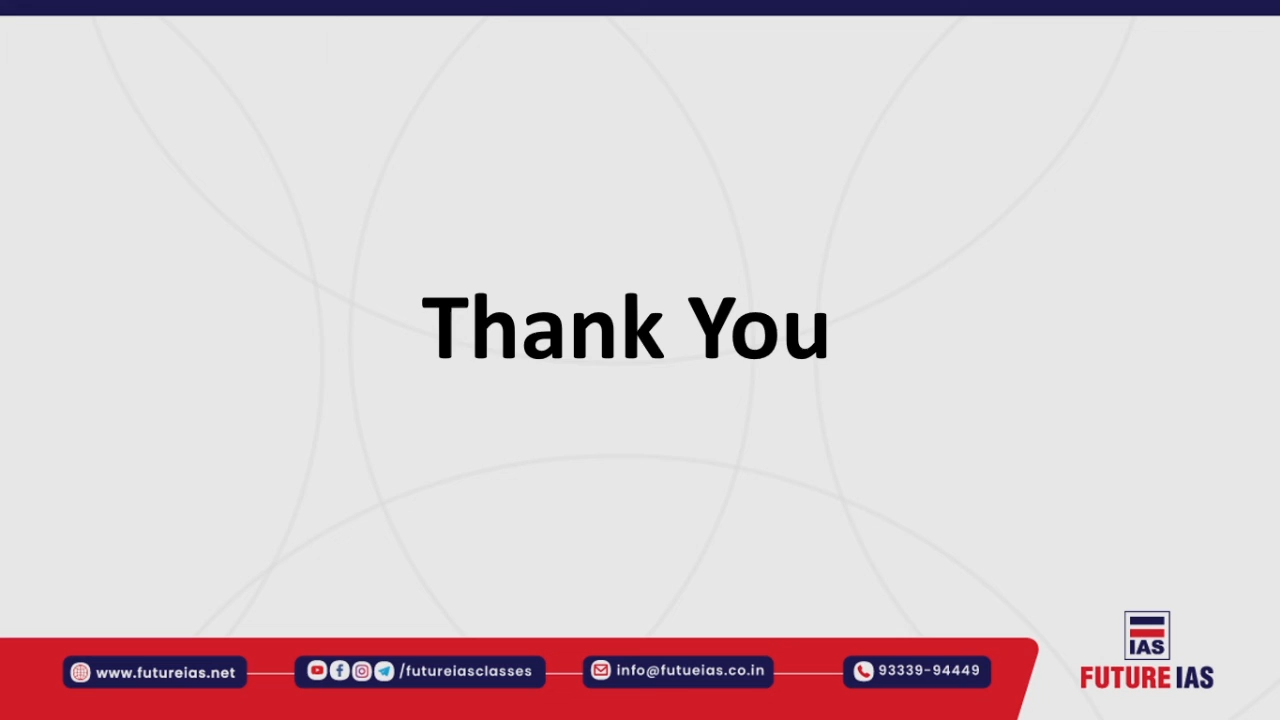 Thank You
www.futureias.net
/futureiasclasses
info@futueias.co.in
93339-94449
IAS
FUTURE IAS